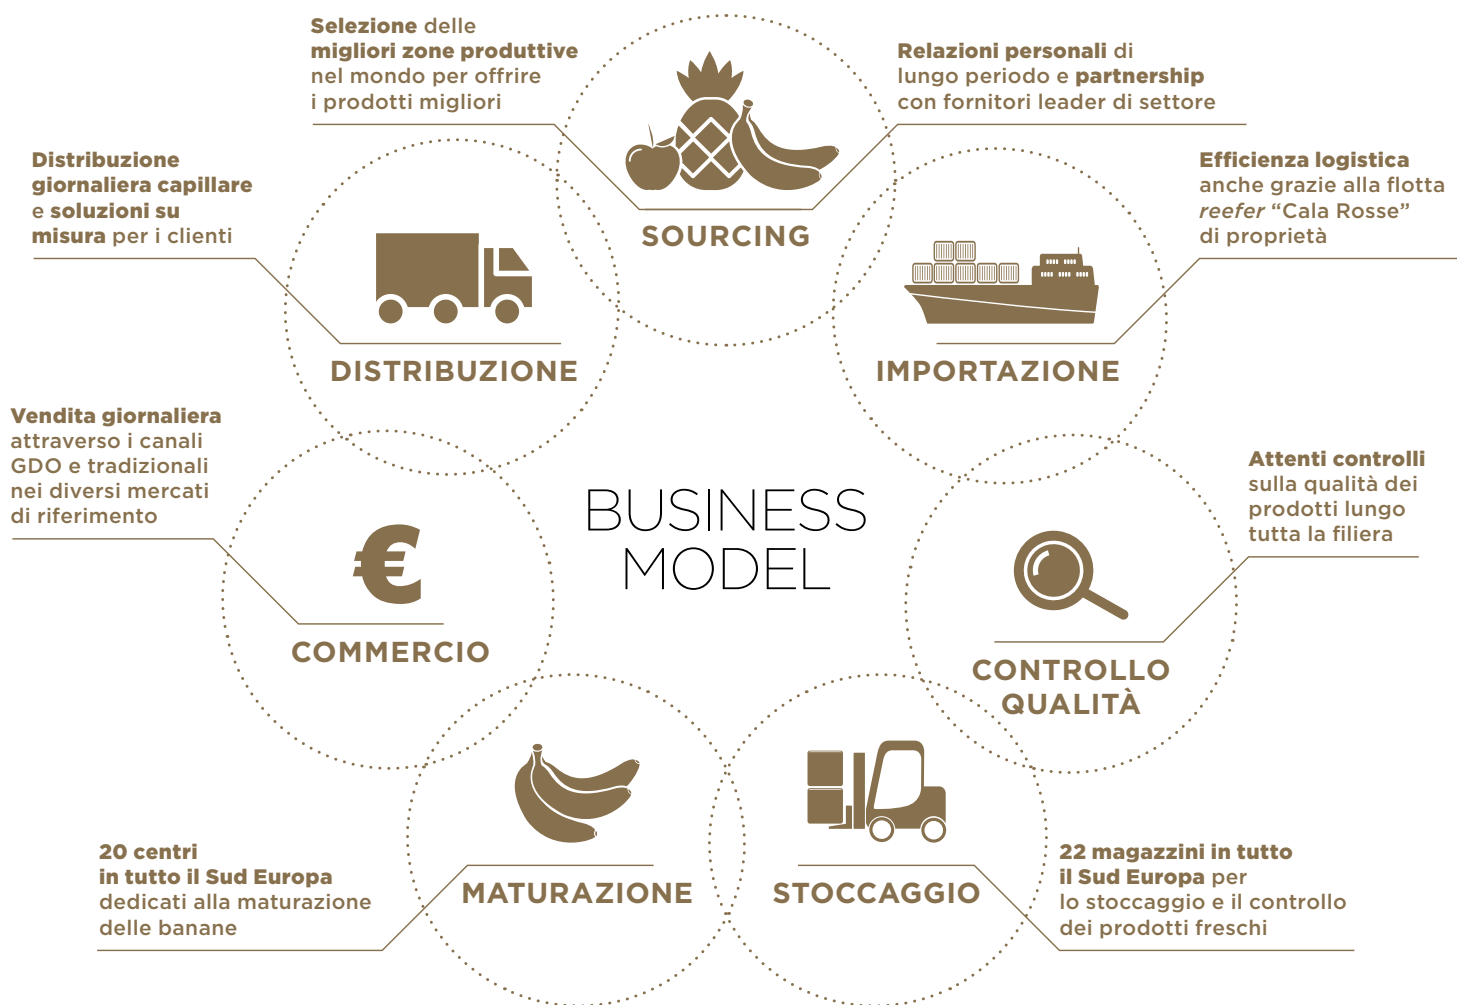 Selezione delle
migliori zone produttive
nel mondo per offrire
i prodotti migliori
Relazioni personali di
lungo periodo e partnership
con fornitori leader di settore
SOURCING
Efficienza logistica
anche grazie alla flotta
reefer “Cala Rosse”
di proprietà
IMPORTAZIONE
Attenti controlli
sulla qualità dei
prodotti lungo
tutta la filiera
CONTROLLO
QUALITÀ
22 magazzini in tutto
il Sud Europa per
lo stoccaggio e il controllo
dei prodotti freschi
STOCCAGGIO
20 centri
in tutto il Sud Europa
dedicati alla maturazione
delle banane
MATURAZIONE
Vendita giornaliera
attraverso i canali
GDO e tradizionali
nei diversi mercati
di riferimento
€
COMMERCIO
Distribuzione
giornaliera capillare
e soluzioni su
misura per i clienti
DISTRIBUZIONE
BUSINESS
MODEL